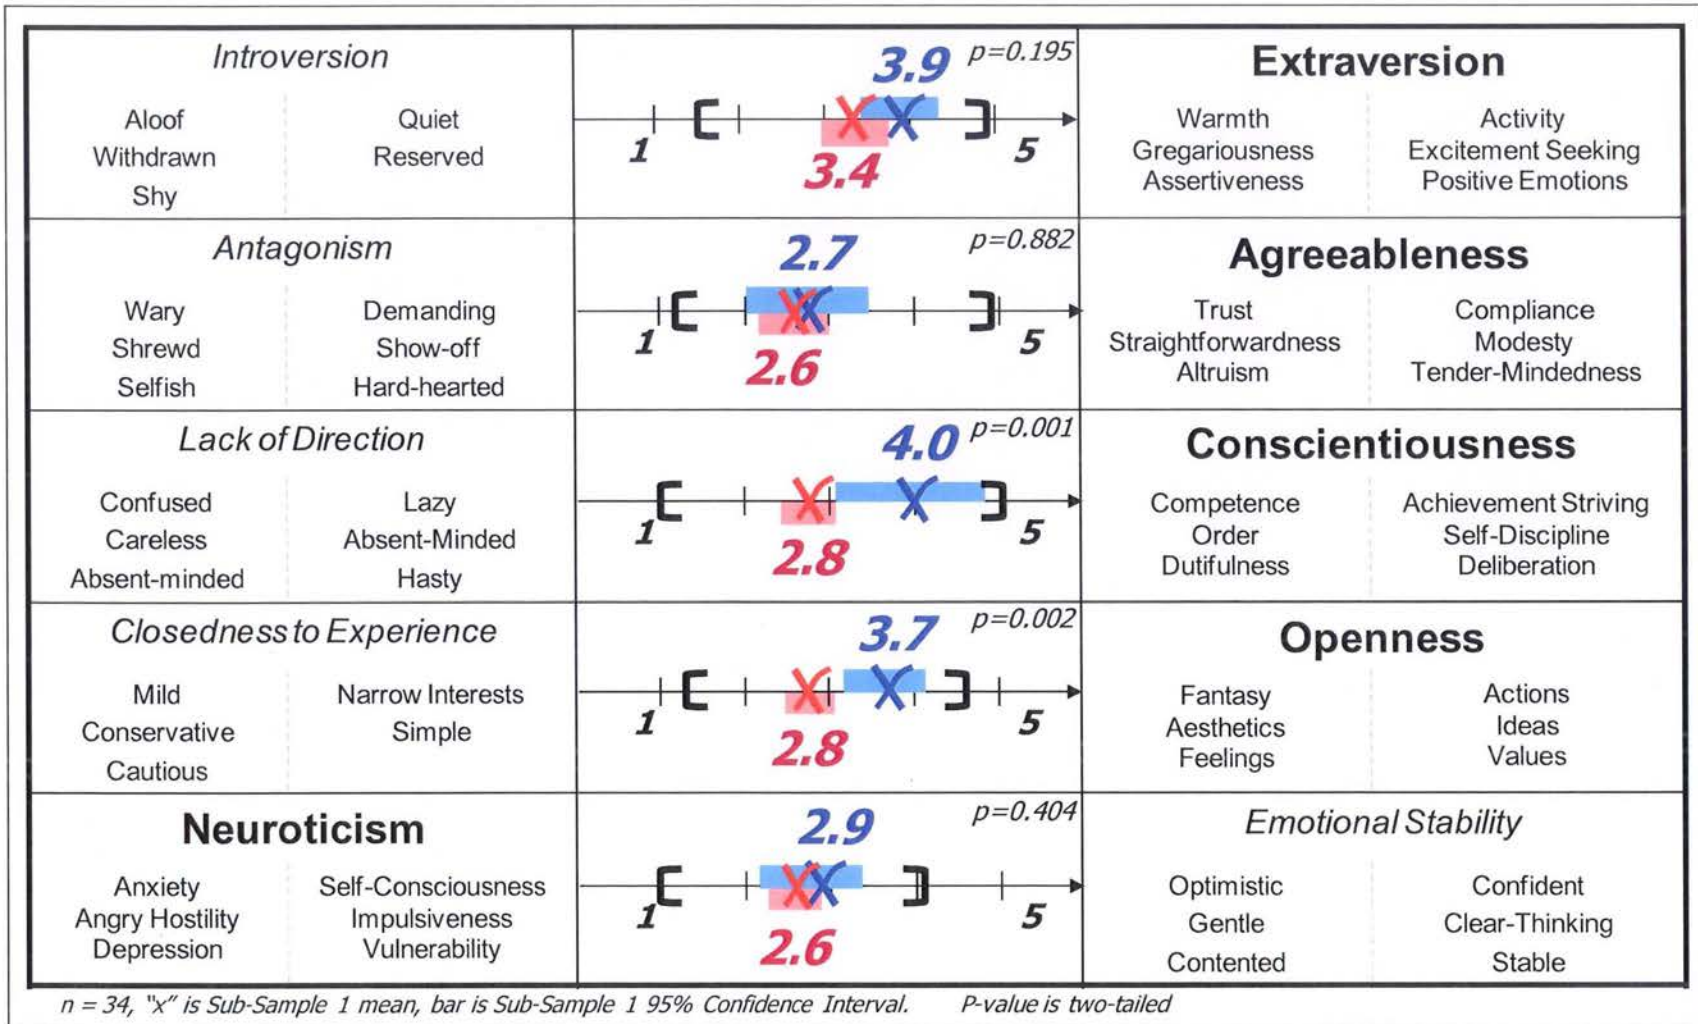 Introversion
Aloof Quiet
Withdrawn Reserved
Shy
3.9 p=0.195
1 5
3.4
Extraversion
Warmth Activity
Gregariousness Excitement Seeking
Assertiveness Positive Emotions
Antagonism
Wary Demanding
Shrewd Show-off
Selfish Hard-hearted
2.7 p=0.882
1 5
2.6
Agreeableness
Trust Compliance
Straightforwardness Modesty
Altruism Tender-Mindedness
Lack of Direction
Confused Lazy
Careless Absent-Minded
Absent-minded Hasty
4.0 p=0.001
1 5
2.8
Conscientiousness
Competence Achievement Striving
Order Self-Discipline
Dutifulness Deliberation
Closedness to Experience
Mild Narrow Interests
Conservative Simple
Cautious
3.7 p=0.002
1 5
2.8
Openness
Fantasy Actions
Aesthetics Ideas
Feelings Values
Neuroticism
Anxiety Self-Consciousness
Angry Hostility Impulsiveness
Depression Vulnerability
2.9 p=0.404
1 5
2.6
Emotional Stability
Optimistic Confident
Gentle Clear-Thinking
Contented Stable
n = 34, "x" is Sub-Sample 1 mean, bar is Sub-Sample 1 95% Confidence Interval. P-value is two-tailed